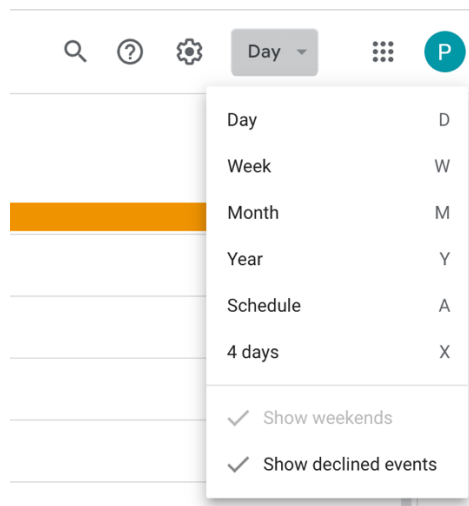 Day P
Day D
Week W
Month M
Year Y
Schedule A
4 days X
Show weekends
Show declined events